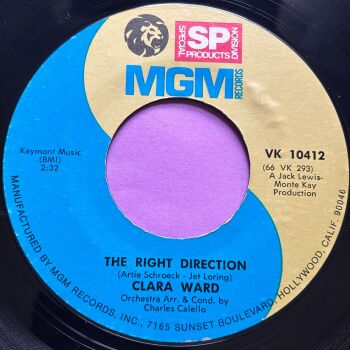 SPECIAL PRODUCTS DIVISION
SP
MGM
RECORDS
Kaymont Music
(BMI)
2:32
VK 10412
(66 VK 293)
A Jack Lewis-
Monte Kay
Production
THE RIGHT DIRECTION
(Artie Schroeck - Jet Loring)
CLARA WARD
Orchestra Arr. & Cond. by
Charles Calello
MANUFACTURED BY MGM RECORDS, INC., 7165 SUNSET BOULEVARD, HOLLYWOOD, CALIF. 90046